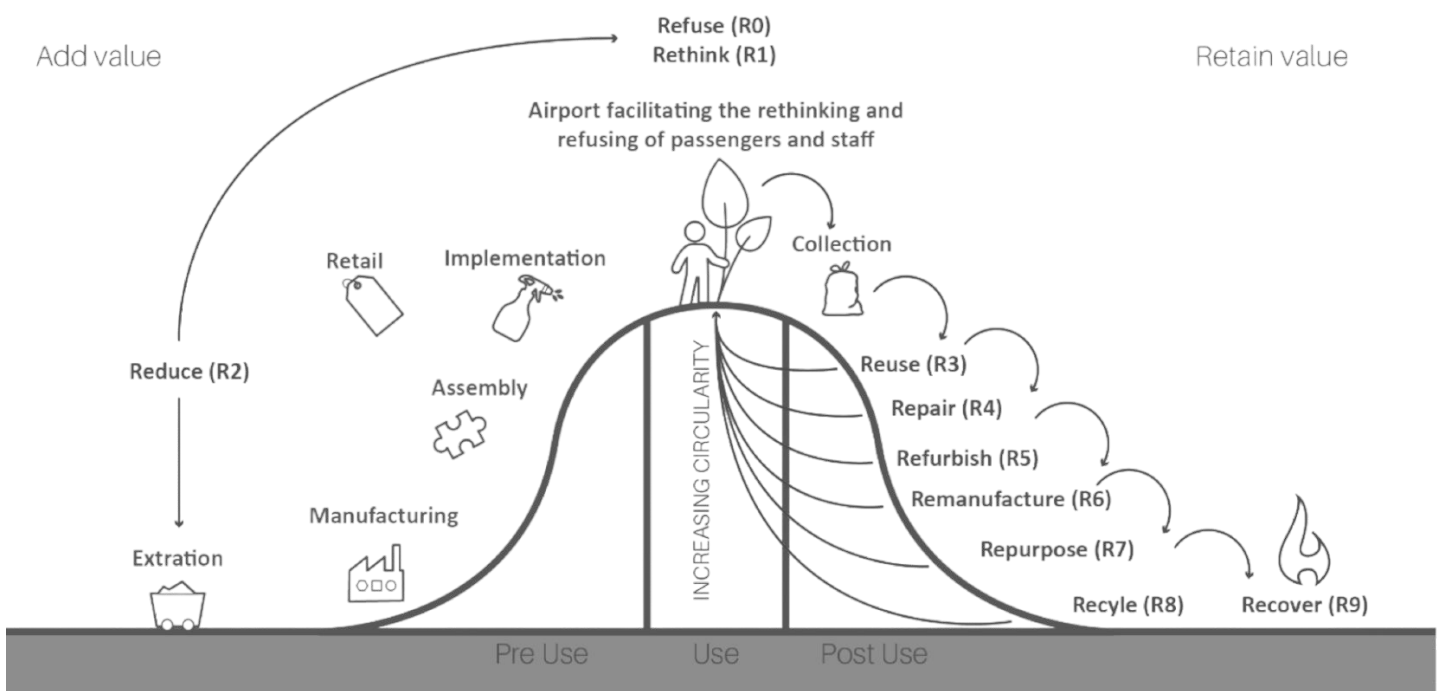 Refuse (R0)
Rethink (R1)
Add value
Retain value
Airport facilitating the rethinking and
refusing of passengers and staff
Collection
Retail
Implementation
Reduce (R2)
Reuse (R3)
Assembly
Repair (R4)
INCREASING CIRCULARITY
Refurbish (R5)
Remanufacture (R6)
Manufacturing
Repurpose (R7)
Extration
Recyle (R8)
Recover (R9)
Pre Use
Use
Post Use